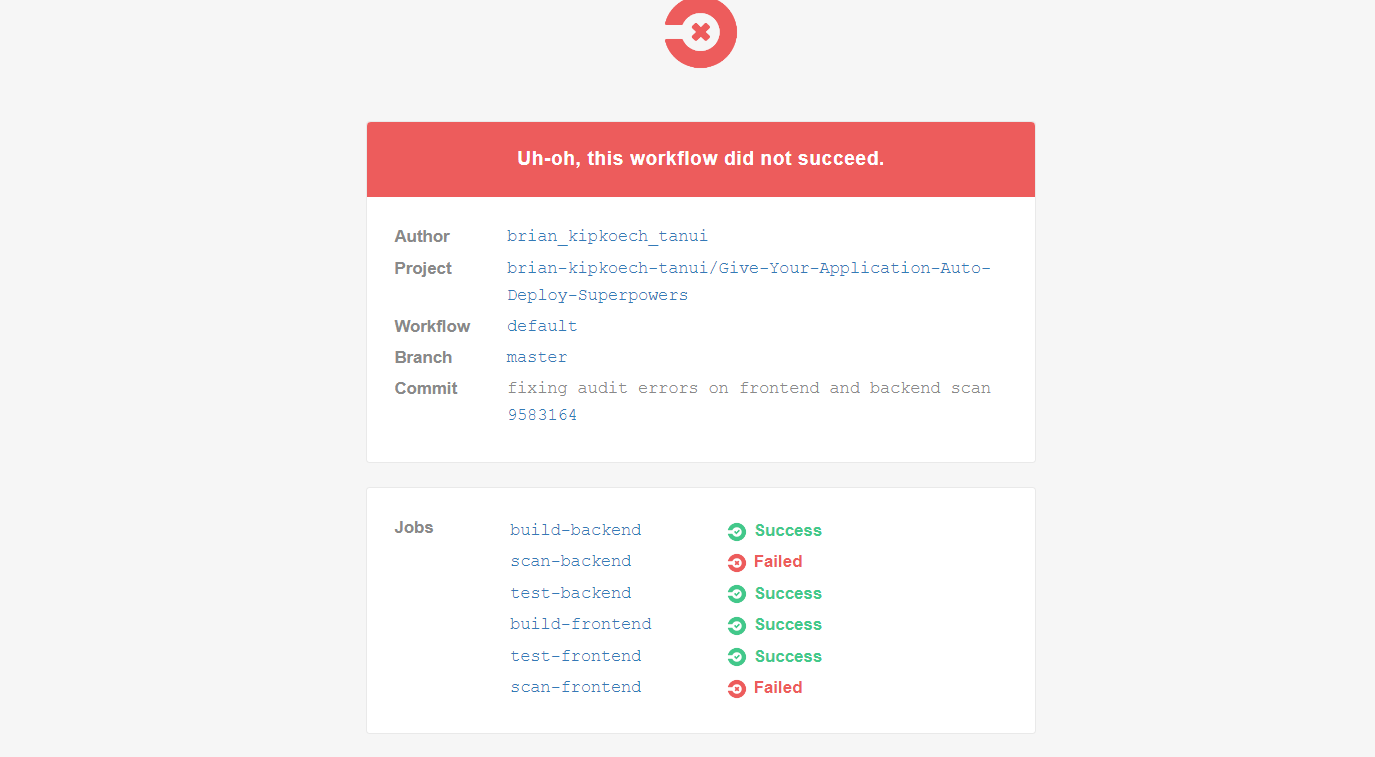 Uh-oh, this workflow did not succeed.
Author brian_kipkoech_tanui
Project brian-kipkoech-tanui/Give-Your-Application-Auto-
Deploy-Superpowers
Workflow default
Branch master
Commit fixing audit errors on frontend and backend scan
9583164
Jobs build-backend Success
scan-backend Failed
test-backend Success
build-frontend Success
test-frontend Success
scan-frontend Failed